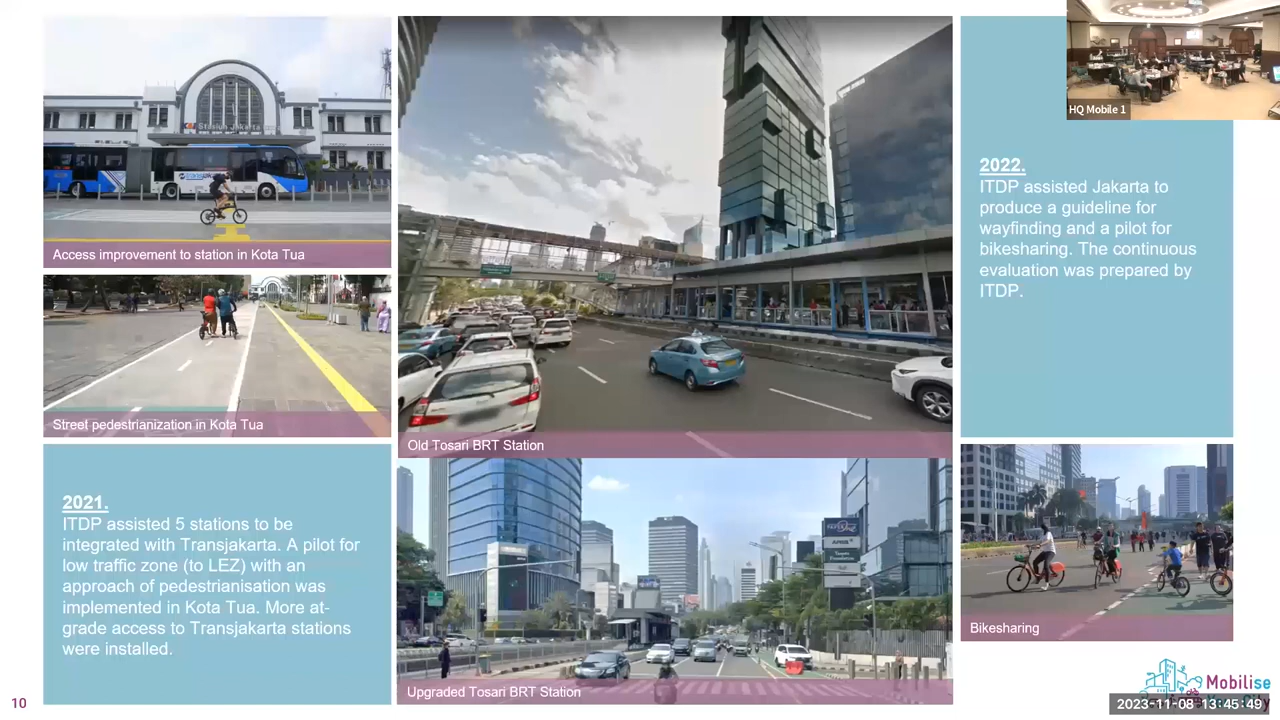 Stasiun Jakarta
Access improvement to station in Kota Tua
Street pedestrianization in Kota Tua
2021.
ITDP assisted 5 stations to be
integrated with Transjakarta. A pilot for
low traffic zone (to LEZ) with an
approach of pedestrianisation was
implemented in Kota Tua. More at-
grade access to Transjakarta stations
were installed.
Old Tosari BRT Station
Upgraded Tosari BRT Station
HQ Mobile 1
2022.
ITDP assisted Jakarta to
produce a guideline for
wayfinding and a pilot for
bikesharing. The continuous
evaluation was prepared by
ITDP.
Bikesharing
Mobilise
2023-11-08 13:45:49
10